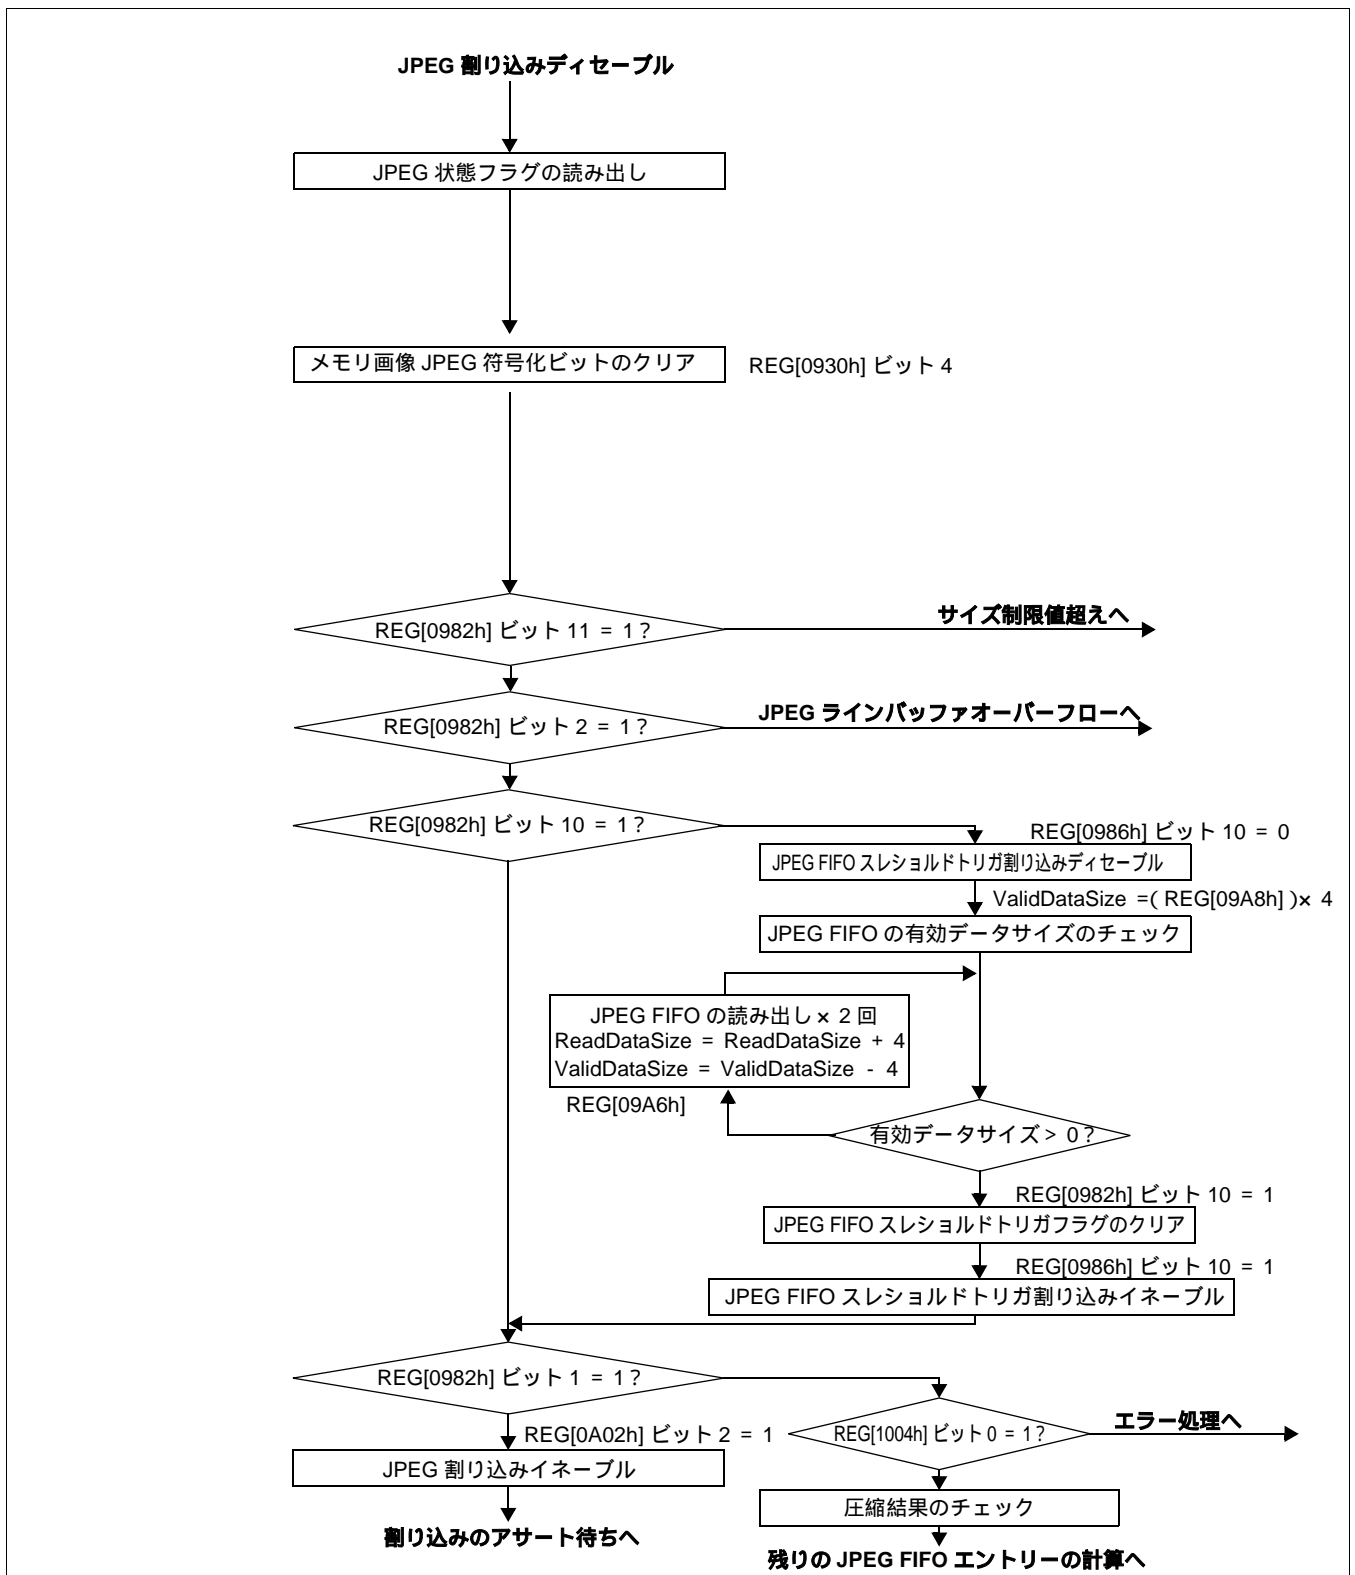 JPEG 割り込みディセーブル
JPEG 状態フラグの読み出し
メモリ画像 JPEG 符号化ビットのクリア
REG[0930h] ビット 4
REG[0982h] ビット 11 = 1?
サイズ制限値超えへ
REG[0982h] ビット 2 = 1?
JPEG ラインバッファオーバーフローへ
REG[0982h] ビット 10 = 1?
REG[0986h] ビット 10 = 0
JPEG FIFO スレショルドトリガ割り込みディセーブル
ValidDataSize =( REG[09A8h] )× 4
JPEG FIFO の有効データサイズのチェック
JPEG FIFO の読み出し × 2 回
ReadDataSize = ReadDataSize + 4
ValidDataSize = ValidDataSize - 4
REG[09A6h]
有効データサイズ > 0?
REG[0982h] ビット 10 = 1
JPEG FIFO スレショルドトリガフラグのクリア
REG[0986h] ビット 10 = 1
JPEG FIFO スレショルドトリガ割り込みイネーブル
REG[0982h] ビット 1 = 1?
REG[0A02h] ビット 2 = 1
REG[1004h] ビット 0 = 1?
エラー処理へ
JPEG 割り込みイネーブル
圧縮結果のチェック
割り込みのアサート待ちへ
残りの JPEG FIFO エントリーの計算へ